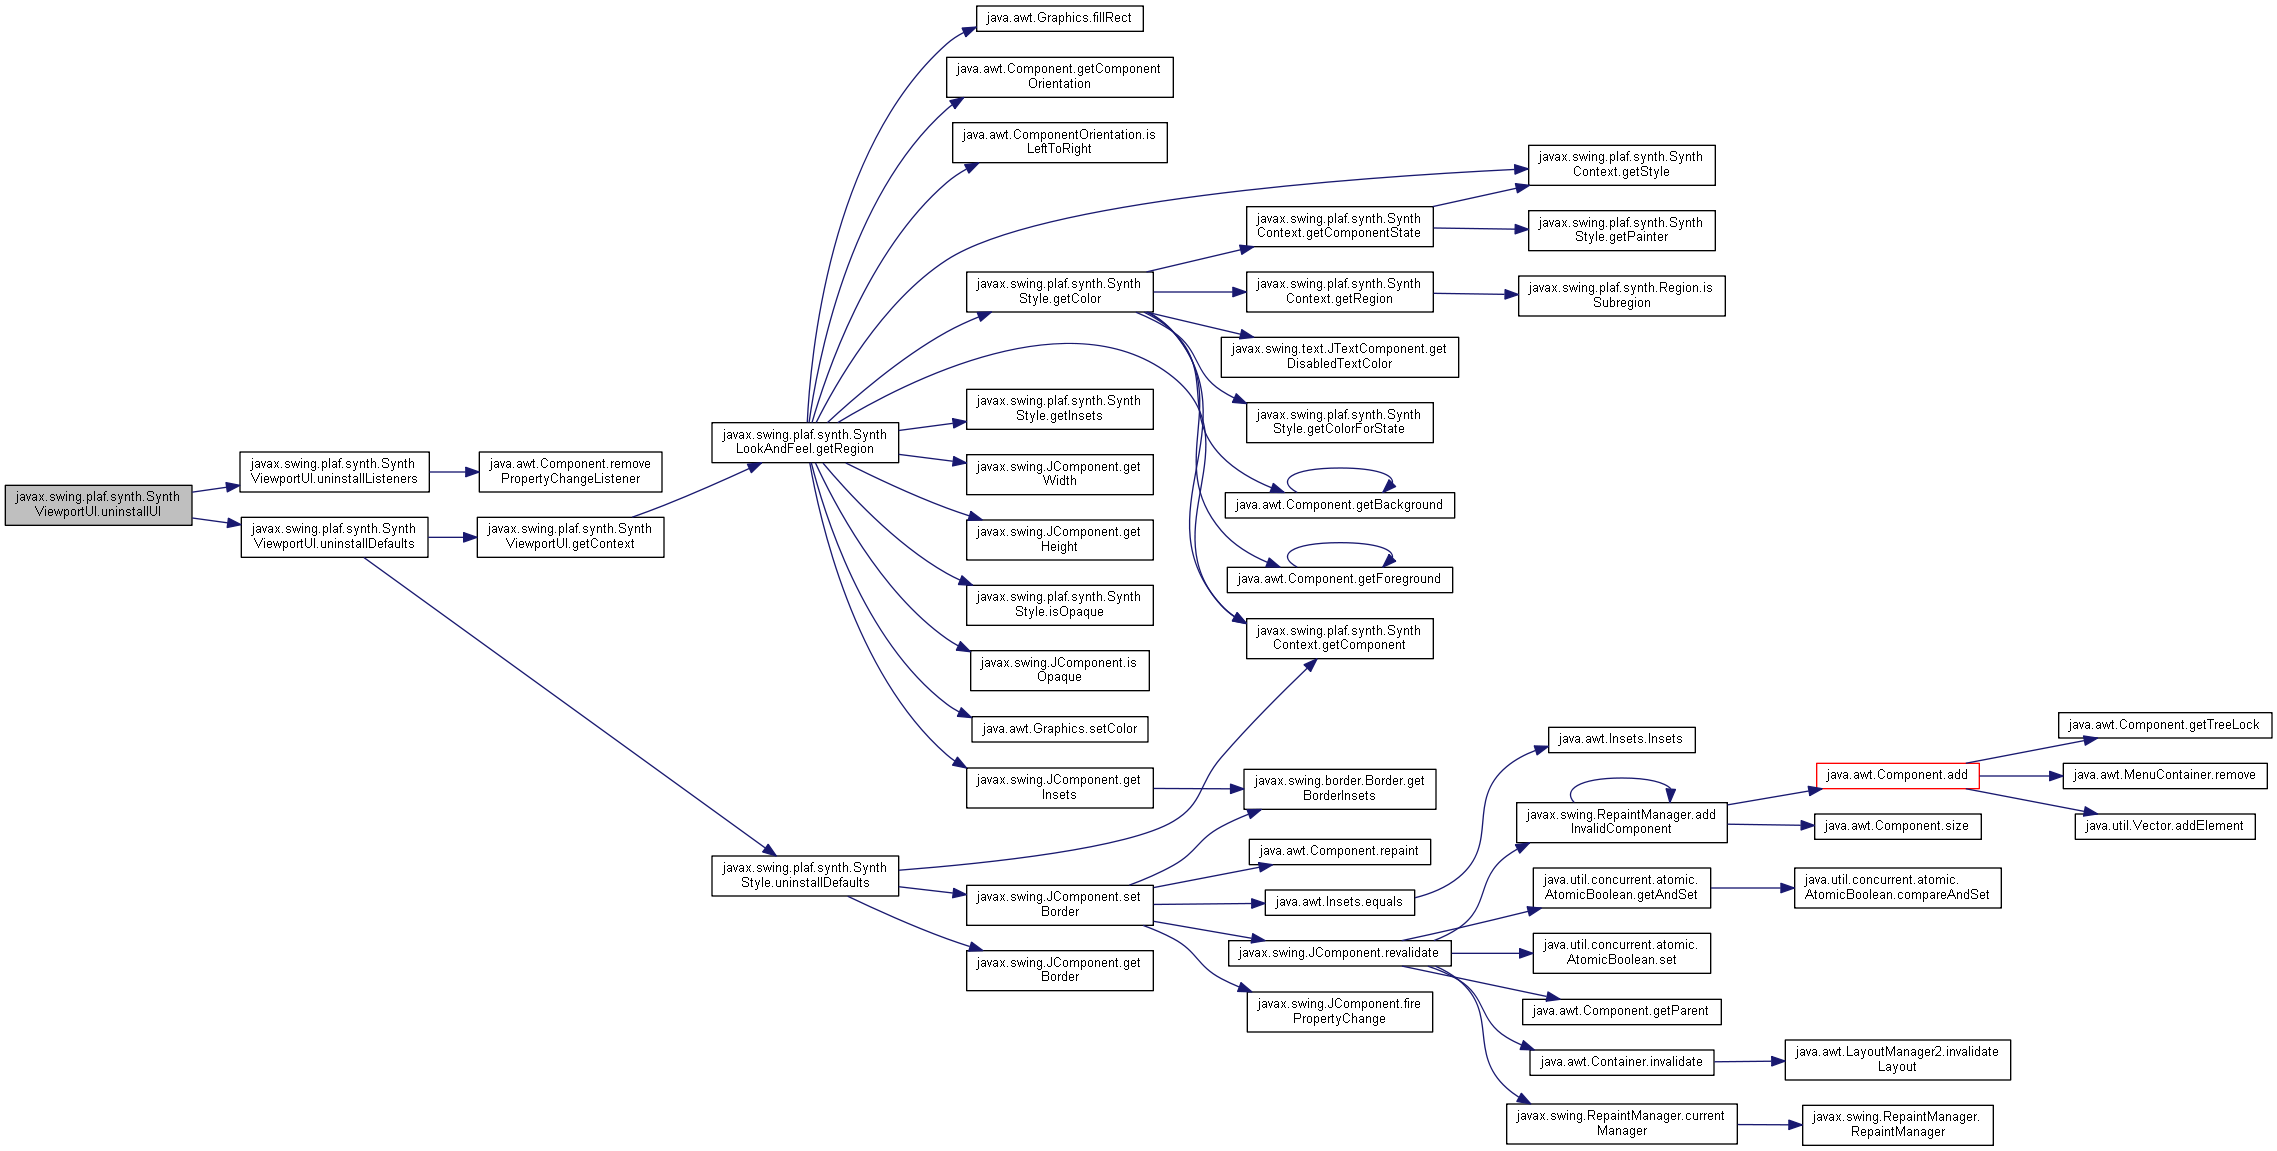 java.awt.Graphics.fillRect
java.awt.Component.getComponent
Orientation
java.awt.ComponentOrientation.is
LeftToRight
javax.swing.plaf.synth.Synth
Context.getStyle
javax.swing.plaf.synth.Synth
Context.getComponentState
javax.swing.plaf.synth.Synth
Style.getPainter
javax.swing.plaf.synth.Synth
Style.getColor
javax.swing.plaf.synth.Synth
Context.getRegion
javax.swing.plaf.synth.Region.is
Subregion
javax.swing.text.JTextComponent.get
DisabledTextColor
javax.swing.plaf.synth.Synth
Style.getInsets
javax.swing.plaf.synth.Synth
Style.getColorForState
javax.swing.plaf.synth.Synth
LookAndFeel.getRegion
javax.swing.plaf.synth.Synth
ViewportUI.uninstallListeners
java.awt.Component.remove
PropertyChangeListener
javax.swing.JComponent.get
Width
javax.swing.plaf.synth.Synth
ViewportUI.uninstallUI
java.awt.Component.getBackground
javax.swing.plaf.synth.Synth
ViewportUI.uninstallDefaults
javax.swing.plaf.synth.Synth
ViewportUI.getContext
javax.swing.JComponent.get
Height
java.awt.Component.getForeground
javax.swing.plaf.synth.Synth
Style.isOpaque
javax.swing.plaf.synth.Synth
Context.getComponent
javax.swing.JComponent.is
Opaque
java.awt.Graphics.setColor
java.awt.Insets.Insets
java.awt.Component.getTreeLock
javax.swing.JComponent.get
Insets
javax.swing.border.Border.get
BorderInsets
java.awt.Component.add
java.awt.MenuContainer.remove
javax.swing.RepaintManager.add
InvalidComponent
java.awt.Component.size
java.util.Vector.addElement
java.awt.Component.repaint
javax.swing.plaf.synth.Synth
Style.uninstallDefaults
javax.swing.JComponent.set
Border
java.awt.Insets.equals
java.util.concurrent.atomic.
AtomicBoolean.getAndSet
java.util.concurrent.atomic.
AtomicBoolean.compareAndSet
javax.swing.JComponent.get
Border
javax.swing.JComponent.revalidate
java.util.concurrent.atomic.
AtomicBoolean.set
javax.swing.JComponent.fire
PropertyChange
java.awt.Component.getParent
java.awt.Container.invalidate
java.awt.LayoutManager2.invalidate
Layout
javax.swing.RepaintManager.current
Manager
javax.swing.RepaintManager.
RepaintManager